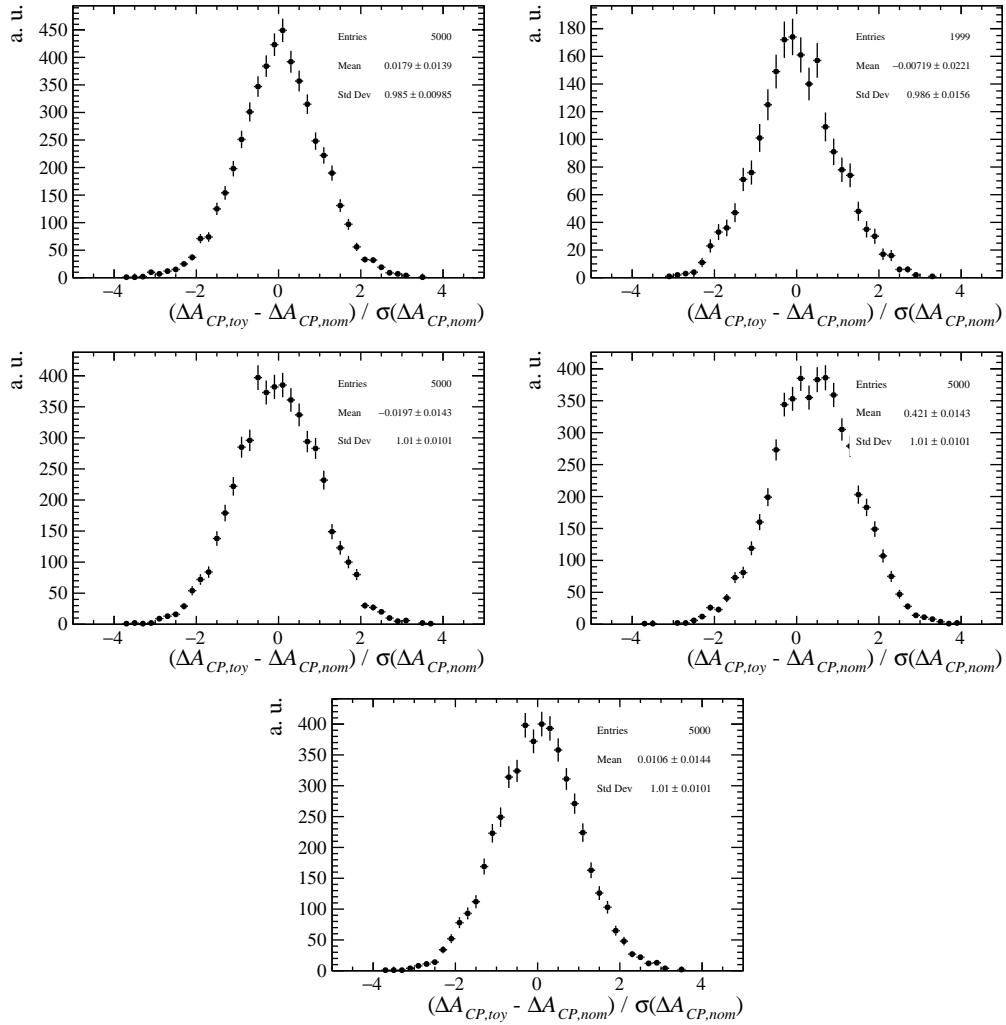 a. u.
450
400
350
300
250
200
150
100
50
0
Entries 5000
Mean 0.0179 ± 0.0139
Std Dev 0.985 ± 0.00985
−4 −2 0 2 4
(ΔA_CP,toy - ΔA_CP,nom) / σ(ΔA_CP,nom)
a. u.
180
160
140
120
100
80
60
40
20
0
Entries 1999
Mean −0.00719 ± 0.0221
Std Dev 0.986 ± 0.0156
−4 −2 0 2 4
(ΔA_CP,toy - ΔA_CP,nom) / σ(ΔA_CP,nom)
a. u.
400
350
300
250
200
150
100
50
0
Entries 5000
Mean −0.0197 ± 0.0143
Std Dev 1.01 ± 0.0101
−4 −2 0 2 4
(ΔA_CP,toy - ΔA_CP,nom) / σ(ΔA_CP,nom)
a. u.
400
350
300
250
200
150
100
50
0
Entries 5000
Mean 0.421 ± 0.0143
Std Dev 1.01 ± 0.0101
−4 −2 0 2 4
(ΔA_CP,toy - ΔA_CP,nom) / σ(ΔA_CP,nom)
a. u.
400
350
300
250
200
150
100
50
0
Entries 5000
Mean 0.0106 ± 0.0144
Std Dev 1.01 ± 0.0101
−4 −2 0 2 4
(ΔA_CP,toy - ΔA_CP,nom) / σ(ΔA_CP,nom)